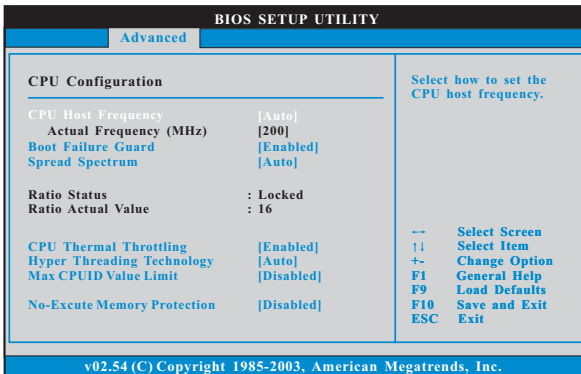 BIOS SETUP UTILITY
Advanced
CPU Configuration
CPU Host Frequency [Auto]
Actual Frequency (MHz) [200]
Boot Failure Guard [Enabled]
Spread Spectrum [Auto]
Ratio Status : Locked
Ratio Actual Value : 16
CPU Thermal Throttling [Enabled]
Hyper Threading Technology [Auto]
Max CPUID Value Limit [Disabled]
No-Excute Memory Protection [Disabled]
Select how to set the
CPU host frequency.
←→ Select Screen
↑↓ Select Item
+- Change Option
F1 General Help
F9 Load Defaults
F10 Save and Exit
ESC Exit
v02.54 (C) Copyright 1985-2003, American Megatrends, Inc.